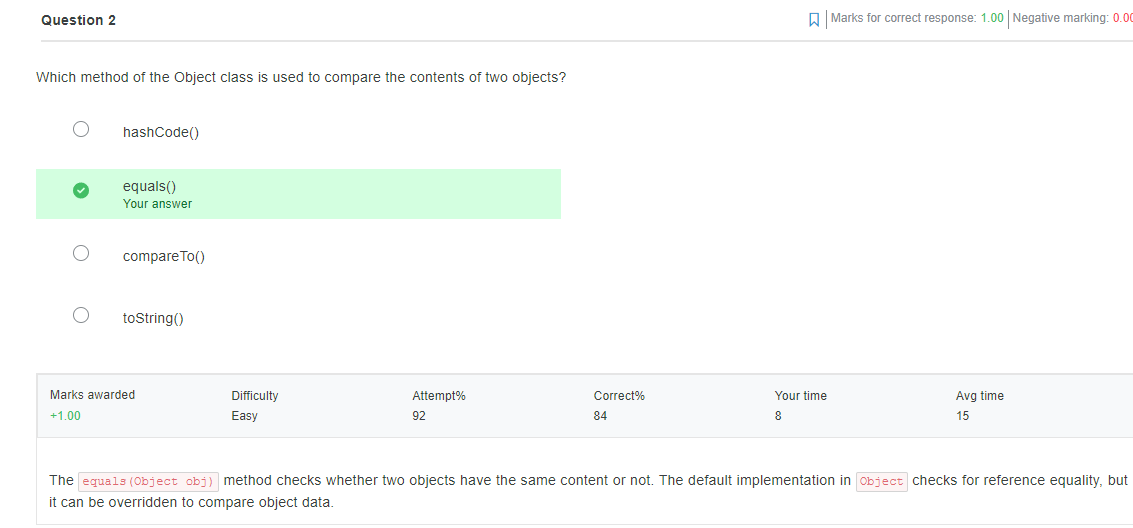 Question 2
Marks for correct response: 1.00 Negative marking: 0.00
Which method of the Object class is used to compare the contents of two objects?
hashCode()
equals()
Your answer
compareTo()
toString()
Marks awarded Difficulty Attempt% Correct% Your time Avg time
+1.00 Easy 92 84 8 15
The equals(Object obj) method checks whether two objects have the same content or not. The default implementation in Object checks for reference equality, but
it can be overridden to compare object data.